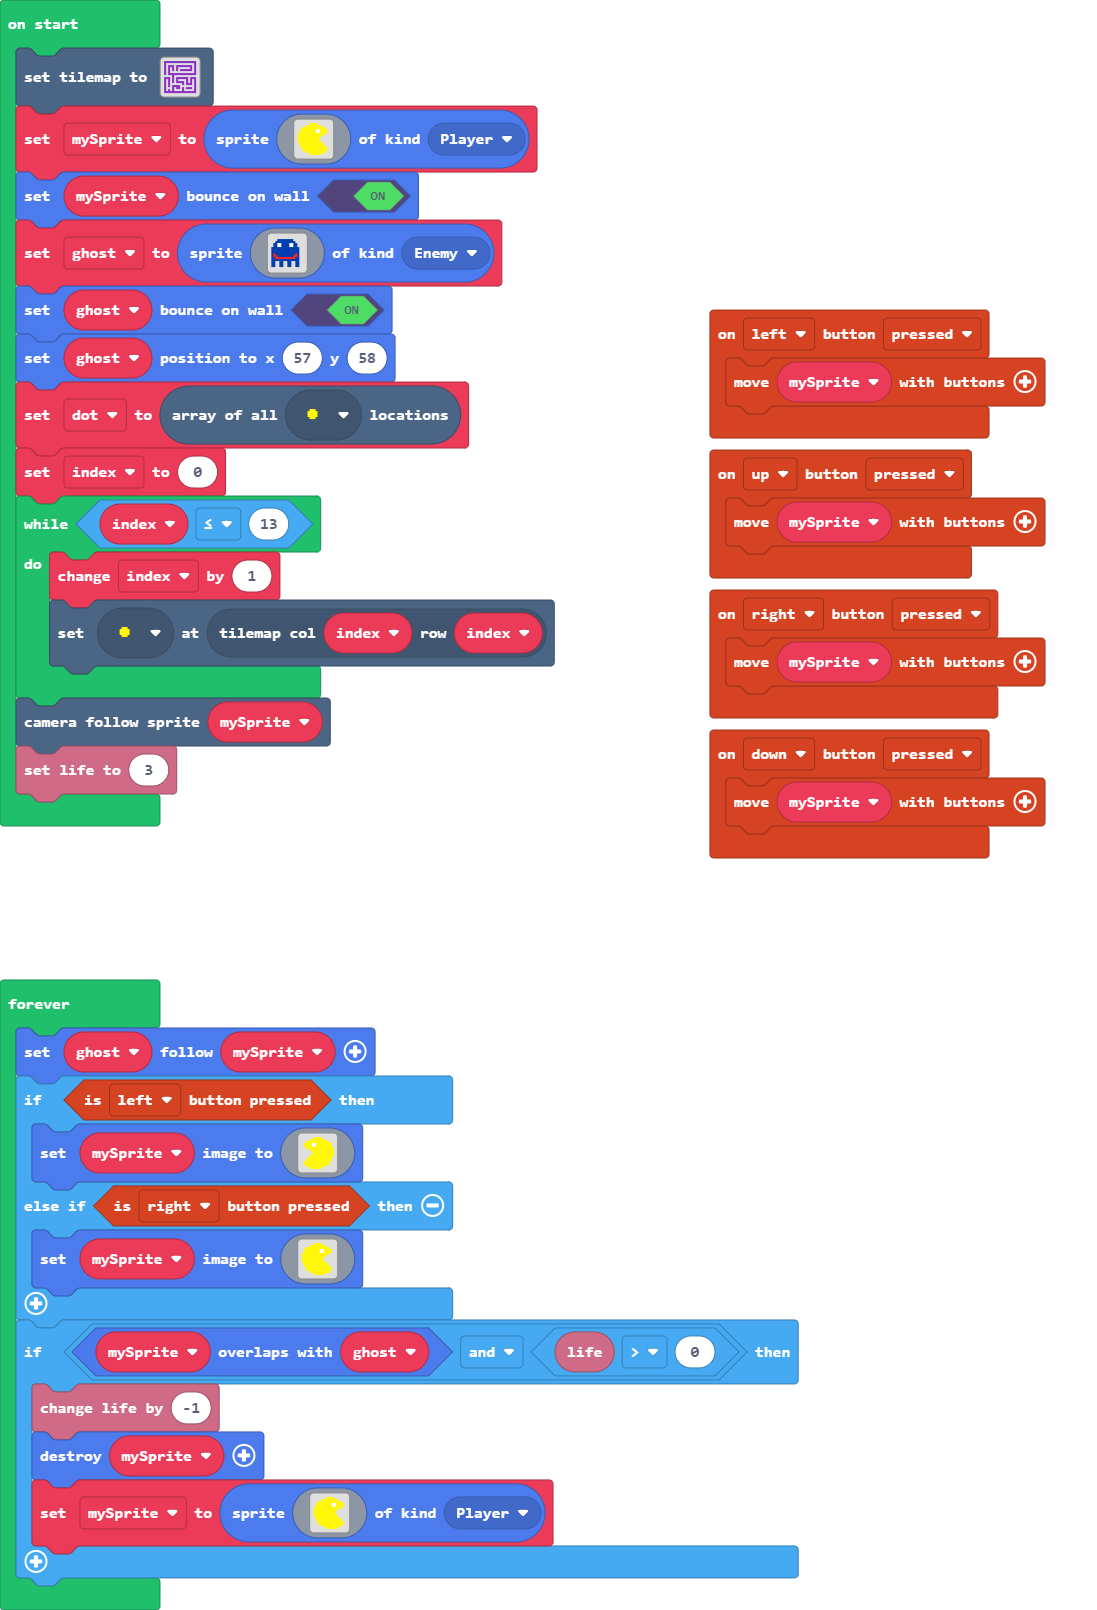 on start
set tilemap to
set mySprite to sprite of kind Player
set mySprite bounce on wall ON
set ghost to sprite of kind Enemy
set ghost bounce on wall ON
set ghost position to x 57 y 58
set dot to array of all locations
set index to 0
while index ≤ 13
do
change index by 1
set at tilemap col index row index
camera follow sprite mySprite
set life to 3
on left button pressed
move mySprite with buttons
on up button pressed
move mySprite with buttons
on right button pressed
move mySprite with buttons
on down button pressed
move mySprite with buttons
forever
set ghost follow mySprite
if is left button pressed then
set mySprite image to
else if is right button pressed then
set mySprite image to
if mySprite overlaps with ghost and life > 0 then
change life by -1
destroy mySprite
set mySprite to sprite of kind Player